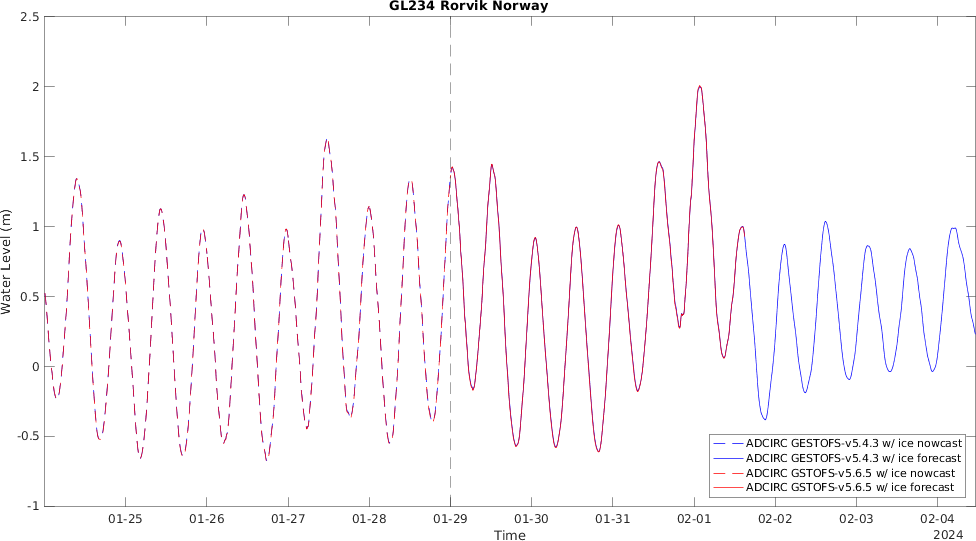 GL234 Rorvik Norway
2.5
2
1.5
1
0.5
0
-0.5
-1
Water Level (m)
01-25 01-26 01-27 01-28 01-29 01-30 01-31 02-01 02-02 02-03 02-04
Time
2024
ADCIRC GESTOFS-v5.4.3 w/ ice nowcast
ADCIRC GESTOFS-v5.4.3 w/ ice forecast
ADCIRC GSTOFS-v5.6.5 w/ ice nowcast
ADCIRC GSTOFS-v5.6.5 w/ ice forecast